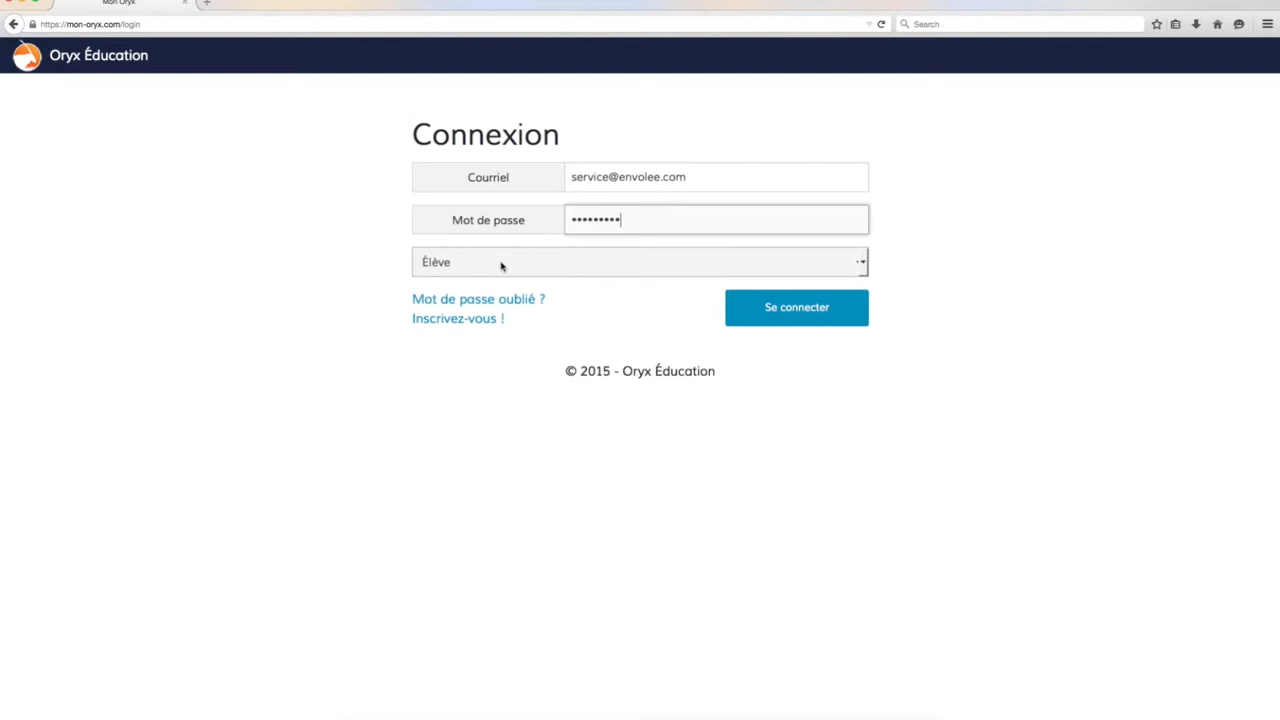 Mon Oryx
https://mon-oryx.com/login
Search
Oryx Éducation
Connexion
Courriel
service@envolee.com
Mot de passe
•••••••••
Élève
Mot de passe oublié ?
Inscrivez-vous !
Se connecter
© 2015 - Oryx Éducation